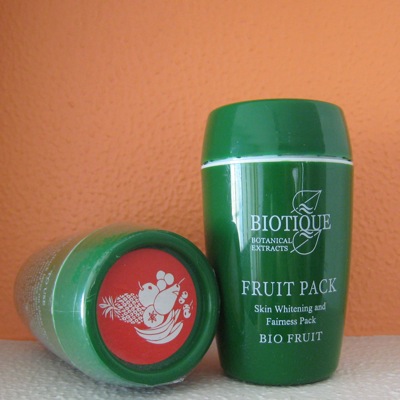 BIOTIQUE
BOTANICAL
EXTRACTS
FRUIT PACK
Skin Whitening and
Fairness Pack
BIO FRUIT